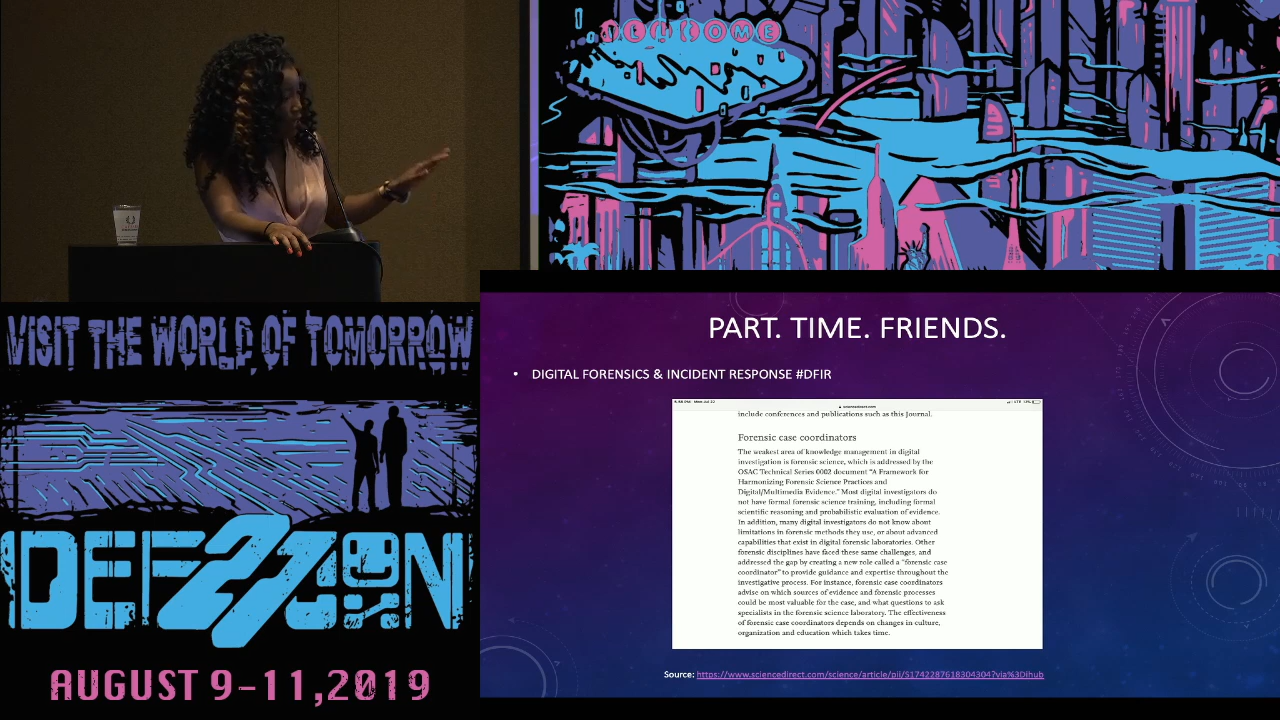 WELCOME
VISIT THE WORLD OF TOMORROW
DEF CON
27
AUGUST 9-11,2019
PART. TIME. FRIENDS.
• DIGITAL FORENSICS & INCIDENT RESPONSE #DFIR
sciencedirect.com
include conferences and publications such as this Journal.
Forensic case coordinators
The weakest area of knowledge management in digital
investigation is forensic science, which is addressed by the
OSAC Technical Series 0002 document "A Framework for
Harmonizing Forensic Science Practices and
Digital/Multimedia Evidence." Most digital investigators do
not have formal forensic science training, including formal
scientific reasoning and probabilistic evaluation of evidence.
In addition, many digital investigators do not know about
limitations in forensic methods they use, or about advanced
capabilities that exist in digital forensic laboratories. Other
forensic disciplines have faced these same challenges, and
addressed the gap by creating a new role called a "forensic case
coordinator" to provide guidance and expertise throughout the
investigative process. For instance, forensic case coordinators
advise on which sources of evidence and forensic processes
could be most valuable for the case, and what questions to ask
specialists in the forensic science laboratory. The effectiveness
of forensic case coordinators depends on changes in culture,
organization and education which takes time.
Source: https://www.sciencedirect.com/science/article/pii/S1742287618304304?via%3Dihub